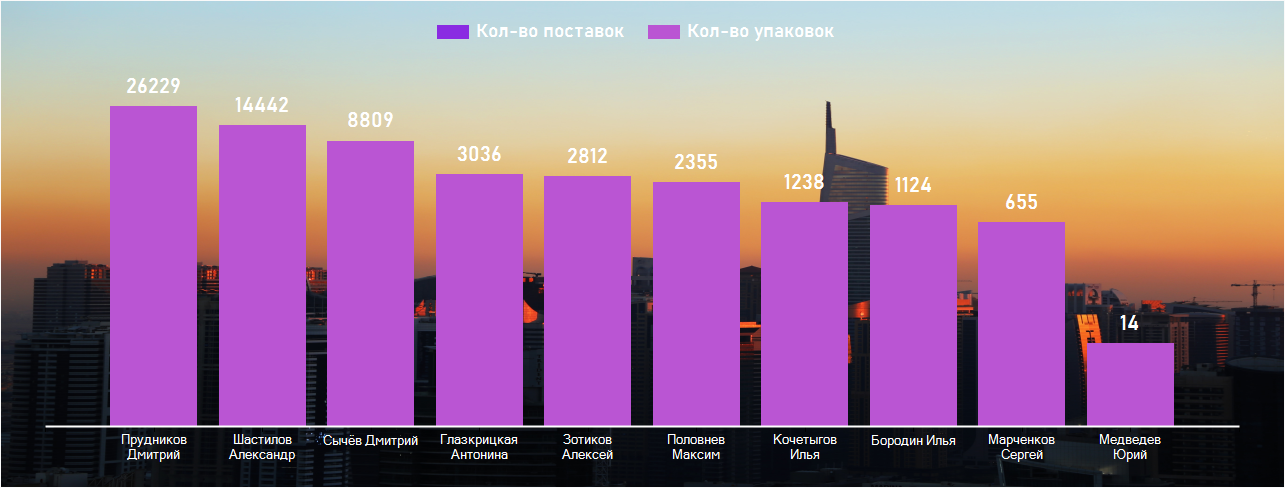 Кол-во поставок Кол-во упаковок
26229 14442 8809 3036 2812 2355 1238 1124 655 14
Прудников Дмитрий
Шастилов Александр
Сычёв Дмитрий
Глазкрицкая Антонина
Зотиков Алексей
Половнев Максим
Кочетыгов Илья
Бородин Илья
Марченков Сергей
Медведев Юрий